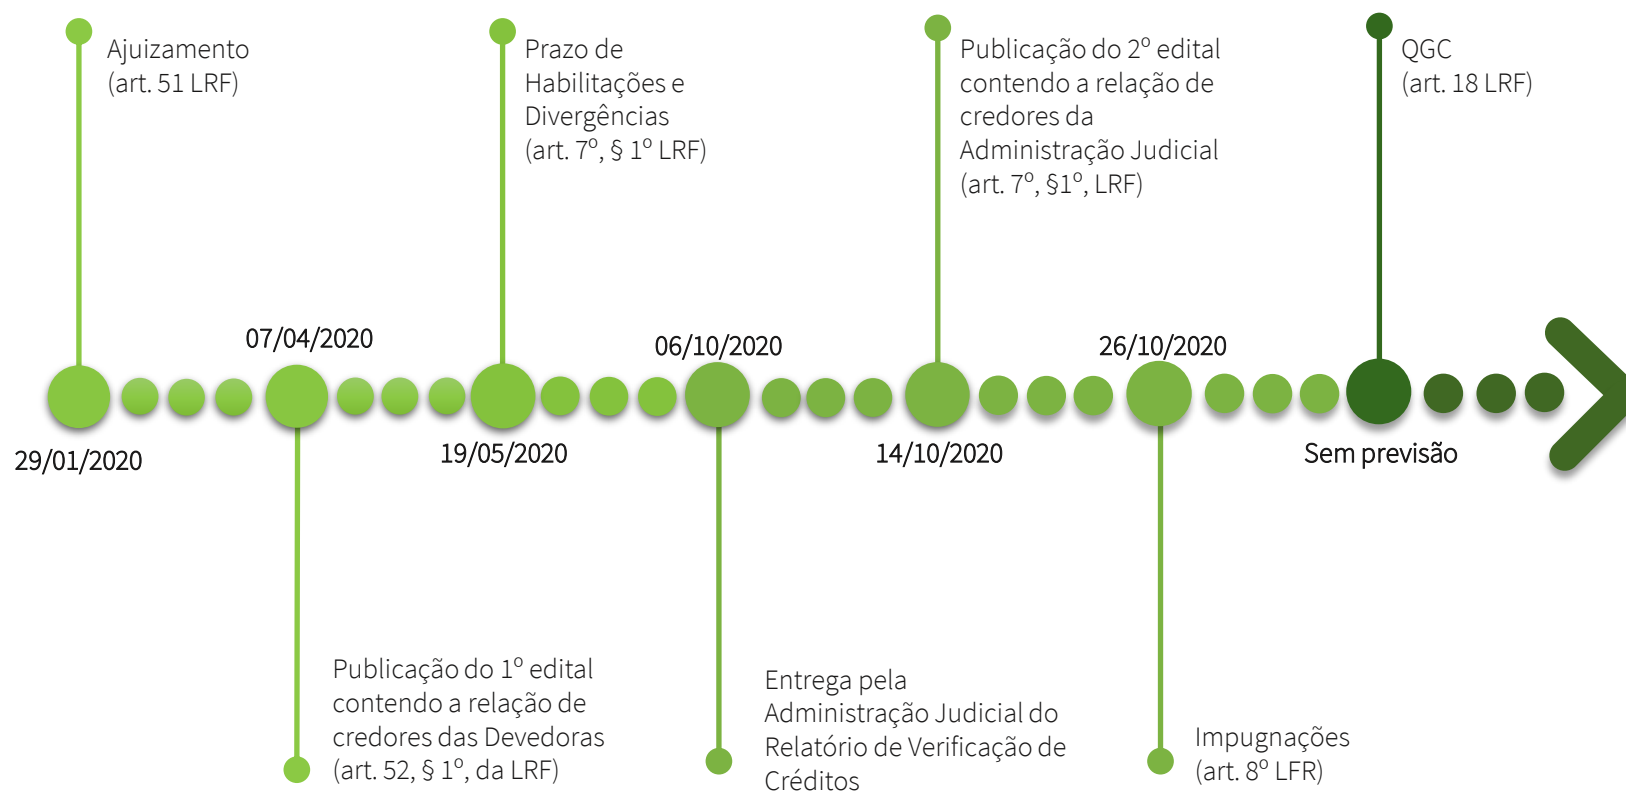 Ajuizamento
(art. 51 LRF)
Prazo de
Habilitações e
Divergências
(art. 7º, § 1º LRF)
Publicação do 2º edital
contendo a relação de
credores da
Administração Judicial
(art. 7º, §1º, LRF)
QGC
(art. 18 LRF)
07/04/2020
06/10/2020
26/10/2020
29/01/2020
19/05/2020
14/10/2020
Sem previsão
Publicação do 1º edital
contendo a relação de
credores das Devedoras
(art. 52, § 1º, da LRF)
Entrega pela
Administração Judicial do
Relatório de Verificação de
Créditos
Impugnações
(art. 8º LFR)